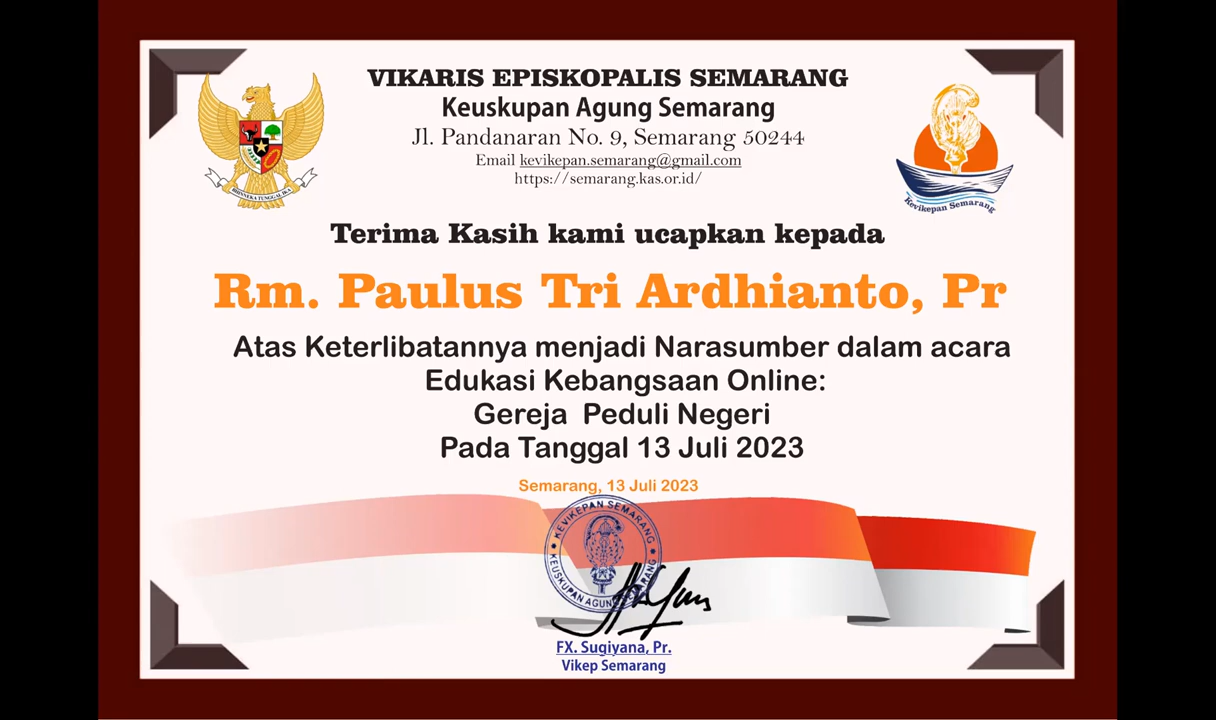 VIKARIS EPISKOPALIS SEMARANG
Keuskupan Agung Semarang
Jl. Pandanaran No. 9, Semarang 50244
Email kevikepan.semarang@gmail.com
https://semarang.kas.or.id/
BHINNEKA TUNGGAL IKA
Kevikepan Semarang
Terima Kasih kami ucapkan kepada
Rm. Paulus Tri Ardhianto, Pr
Atas Keterlibatannya menjadi Narasumber dalam acara
Edukasi Kebangsaan Online:
Gereja Peduli Negeri
Pada Tanggal 13 Juli 2023
Semarang, 13 Juli 2023
KEVIKEPAN SEMARANG
KEUSKUPAN AGUNG SEMARANG
FX. Sugiyana, Pr.
Vikep Semarang